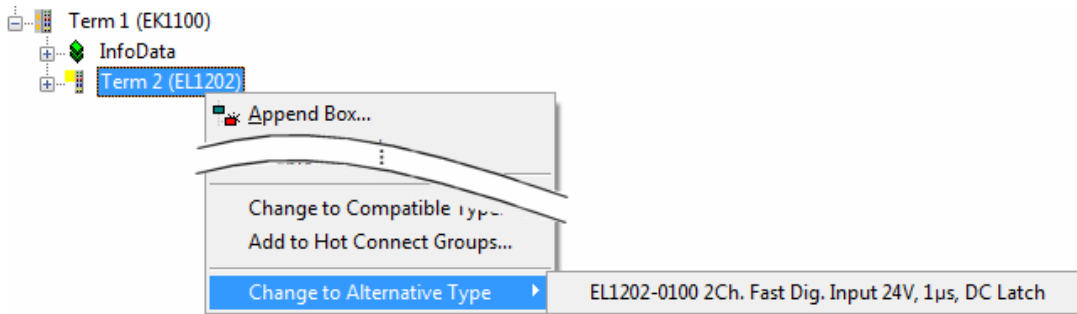 Term 1 (EK1100)
InfoData
Term 2 (EL1202)
Append Box...
Change to Compatible
Add to Hot Connect Groups...
Change to Alternative Type
EL1202-0100 2Ch. Fast Dig. Input 24V, 1µs, DC Latch